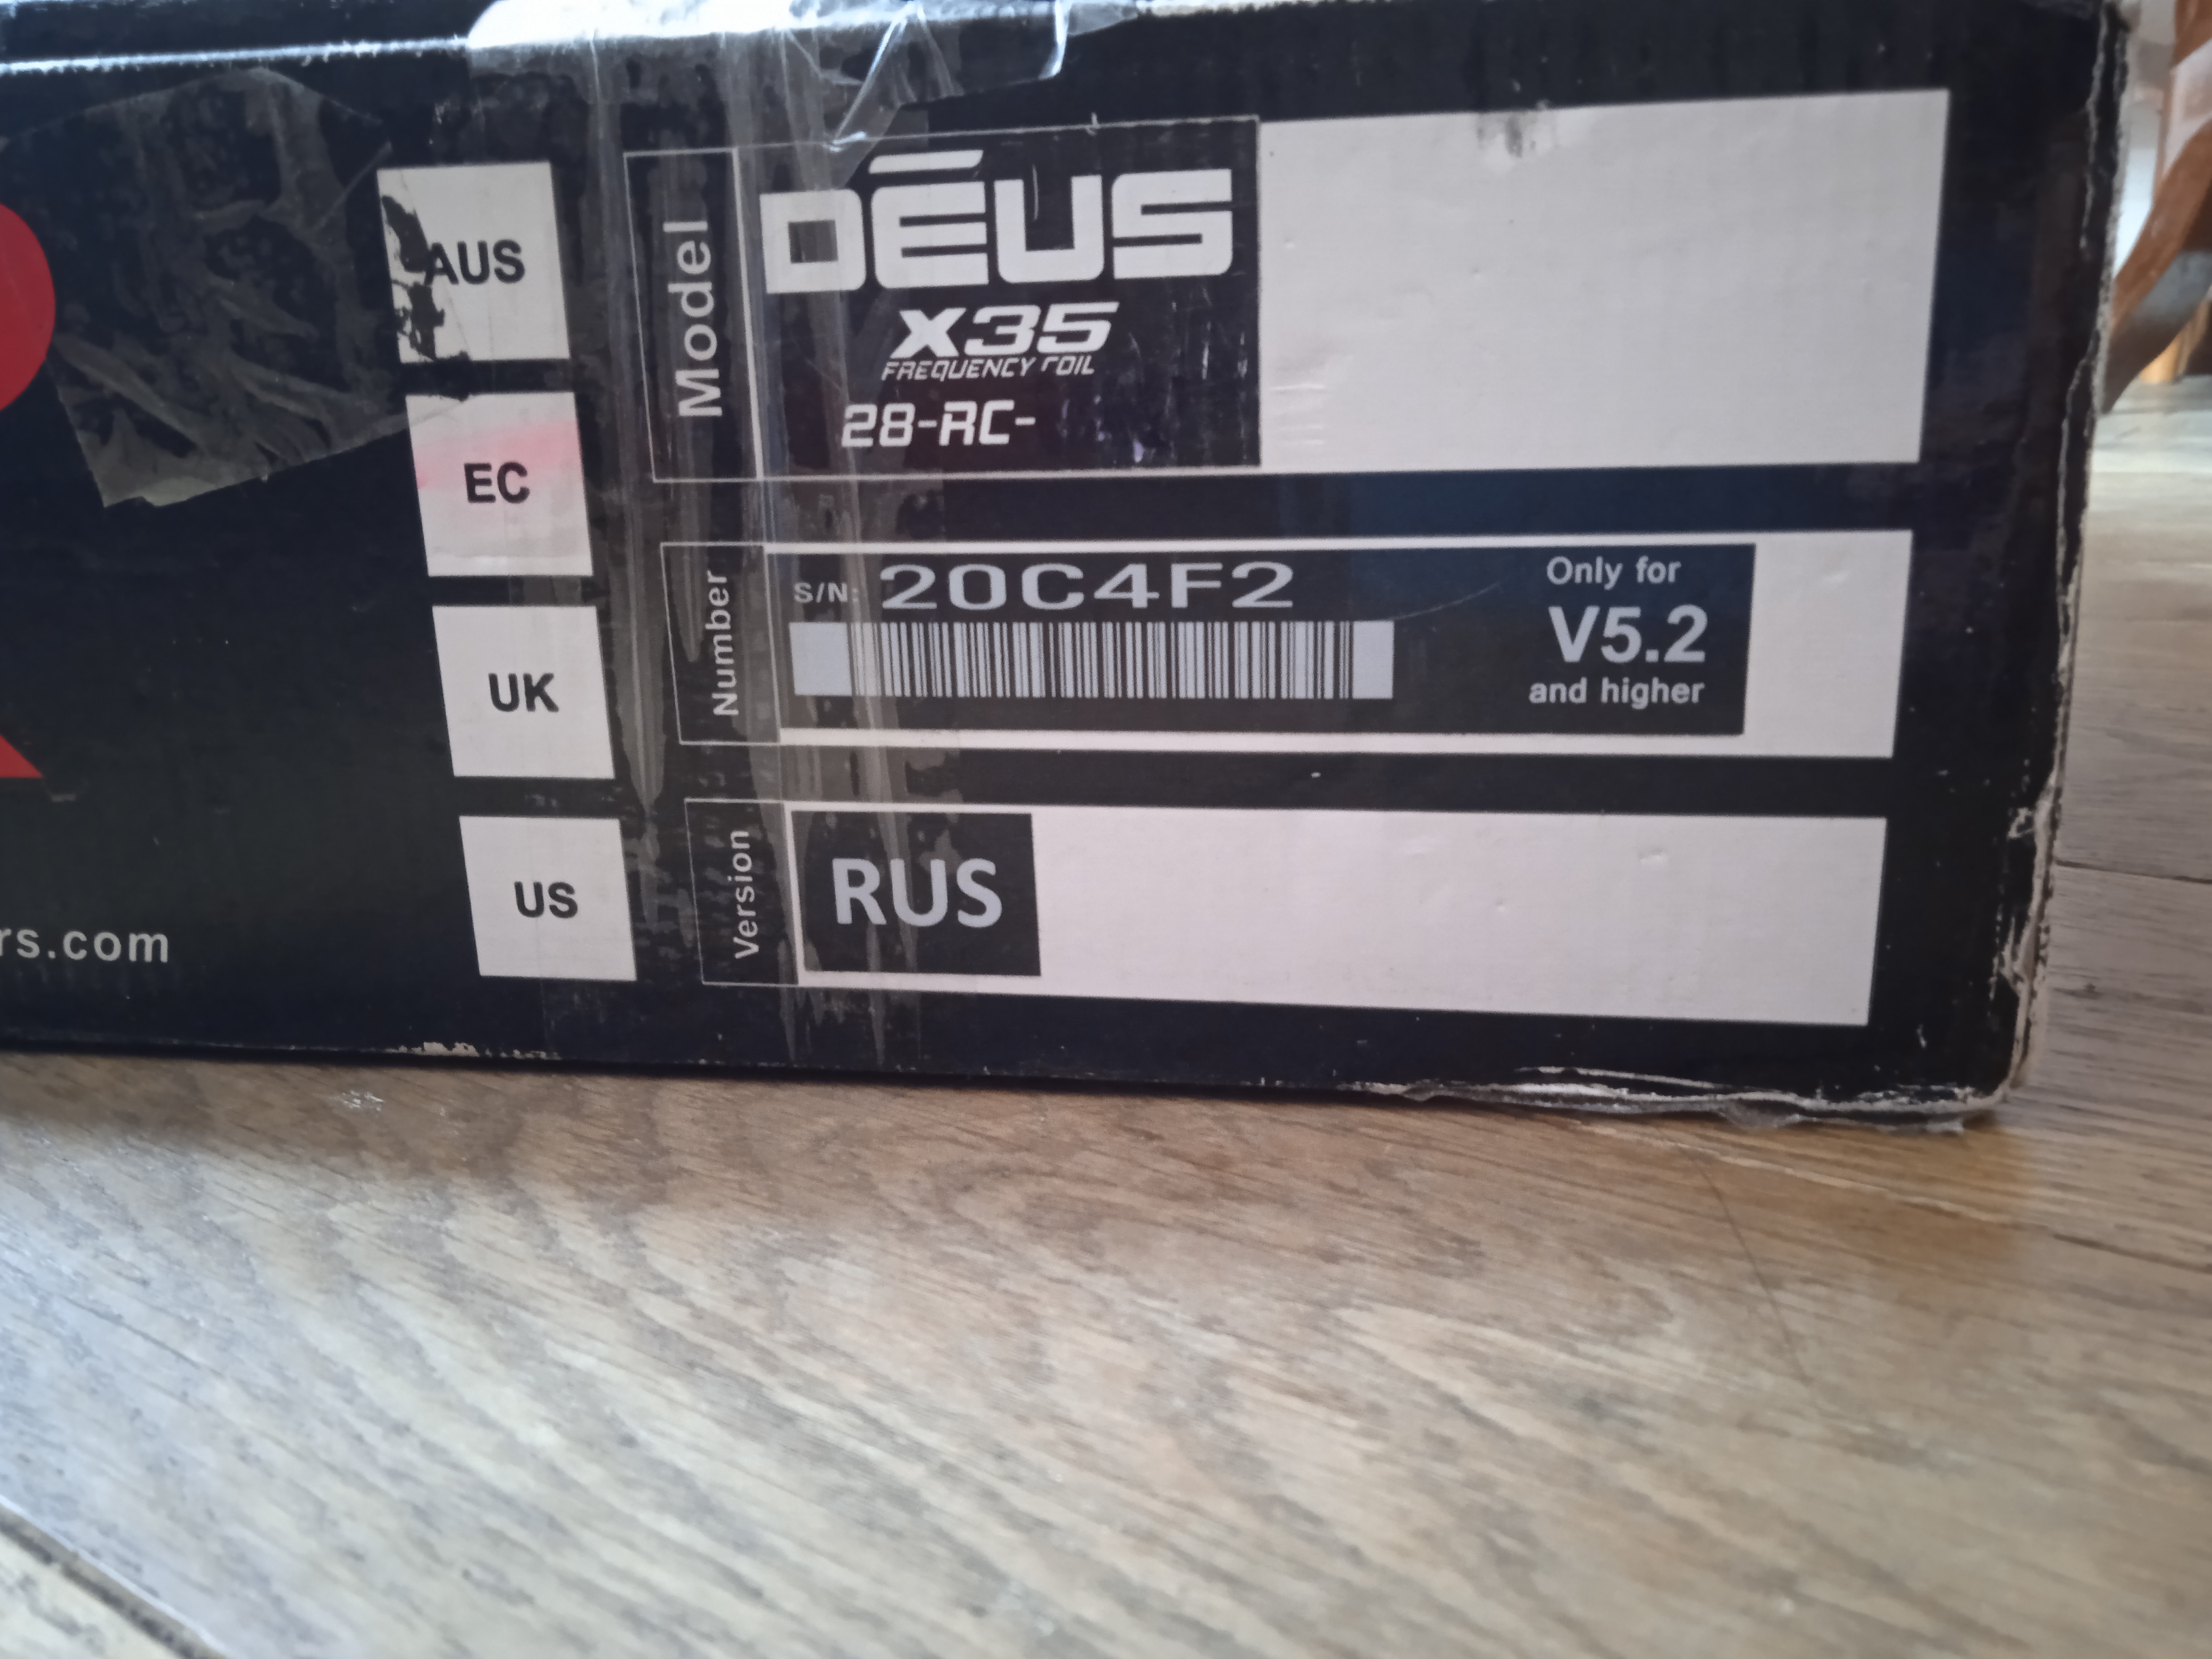 AUS
EC
UK
US
rs.com
Model
DĒUS
X35
FREQUENCY COIL
28-RC-
Number
S/N: 20C4F2
Only for
V5.2
and higher
Version
RUS